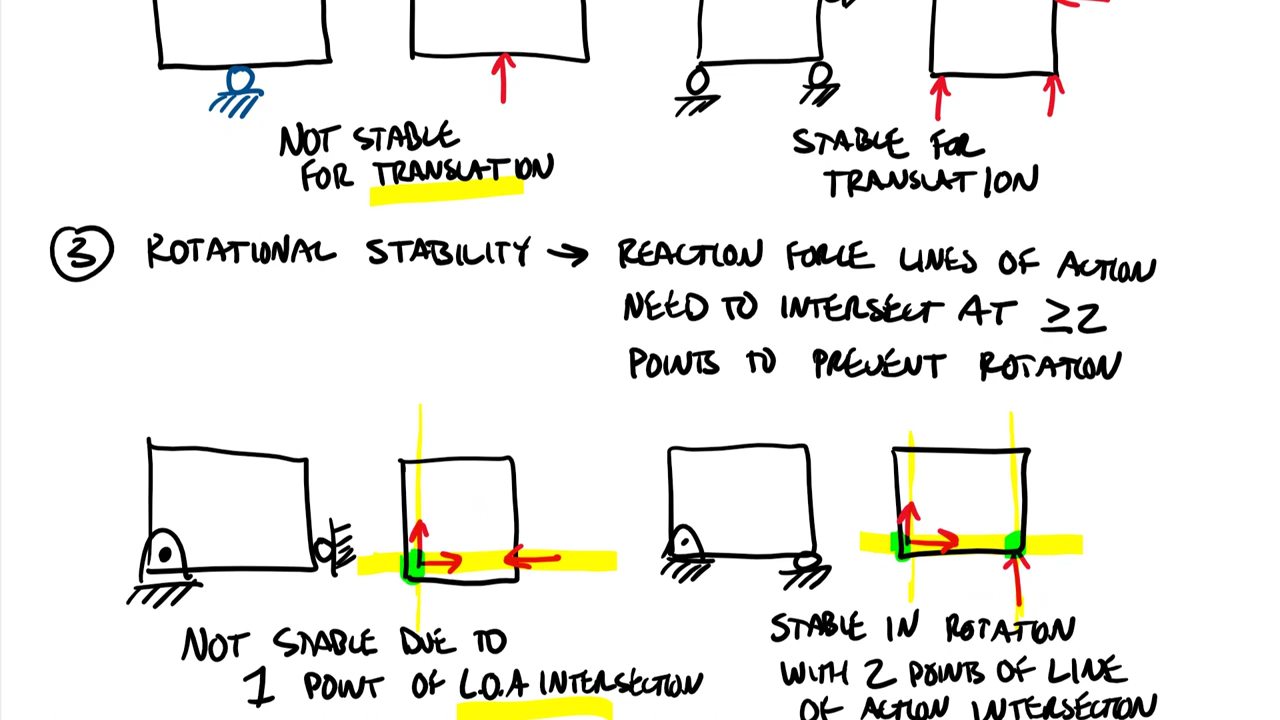 NOT STABLE
FOR TRANSLATION
STABLE FOR
TRANSLATION
3 ROTATIONAL STABILITY → REACTION FORCE LINES OF ACTION
NEED TO INTERSECT AT ≥2
POINTS TO PREVENT ROTATION
NOT STABLE DUE TO
1 POINT OF L.O.A INTERSECTION
STABLE IN ROTATION
WITH 2 POINTS OF LINE
OF ACTION INTERSECTION